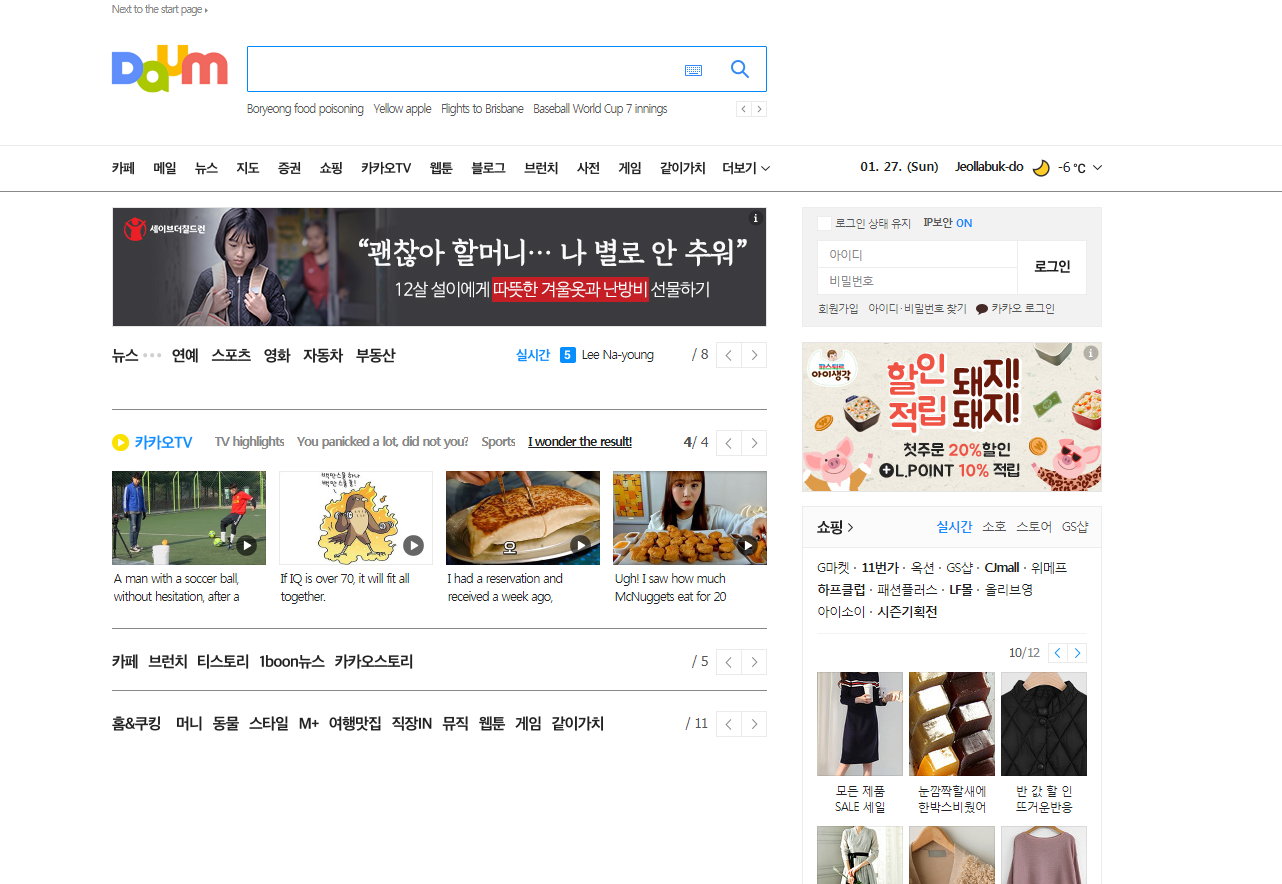 Next to the start page
Daum
Boryeong food poisoning Yellow apple Flights to Brisbane Baseball World Cup 7 innings
카페 메일 뉴스 지도 증권 쇼핑 카카오TV 웹툰 블로그 브런치 사전 게임 같이가치 더보기
01. 27. (Sun) Jeollabuk-do -6 ℃
세이브더칠드런
“괜찮아 할머니… 나 별로 안 추워”
12살 설이에게 따뜻한 겨울옷과 난방비 선물하기
로그인 상태 유지 IP보안 ON
아이디
비밀번호
로그인
회원가입 아이디·비밀번호 찾기 카카오 로그인
뉴스 연예 스포츠 영화 자동차 부동산
실시간 5 Lee Na-young / 8
파스퇴르
아이생각
할인 돼지!
적립 돼지!
첫주문 20%할인
+L.POINT 10% 적립
카카오TV TV highlights You panicked a lot, did not you? Sports I wonder the result! 4/ 4
백만스물하나
백만스물둘!
오
A man with a soccer ball,
without hesitation, after a
If IQ is over 70, it will fit all
together.
I had a reservation and
received a week ago,
Ugh! I saw how much
McNuggets eat for 20
카페 브런치 티스토리 1boon뉴스 카카오스토리 / 5
홈&쿠킹 머니 동물 스타일 M+ 여행맛집 직장IN 뮤직 웹툰 게임 같이가치 / 11
쇼핑 실시간 소호 스토어 GS샵
G마켓 · 11번가 · 옥션 · GS샵 · CJmall · 위메프
하프클럽 · 패션플러스 · LF몰 · 올리브영
아이소이 · 시즌기획전
10/12
모든 제품
SALE 세일
눈깜짝할새에
한박스비웠어
반 값 할 인
뜨거운반응